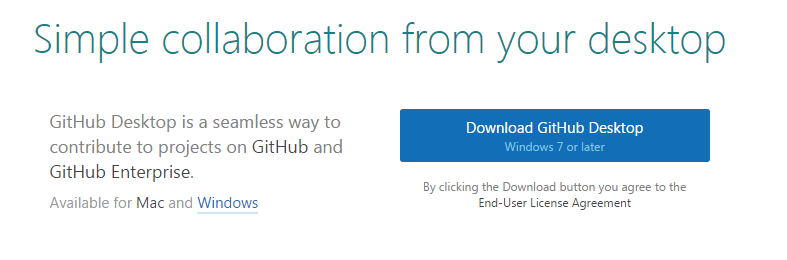 Simple collaboration from your desktop
GitHub Desktop is a seamless way to
contribute to projects on GitHub and
GitHub Enterprise.
Available for Mac and Windows
Download GitHub Desktop
Windows 7 or later
By clicking the Download button you agree to the
End-User License Agreement